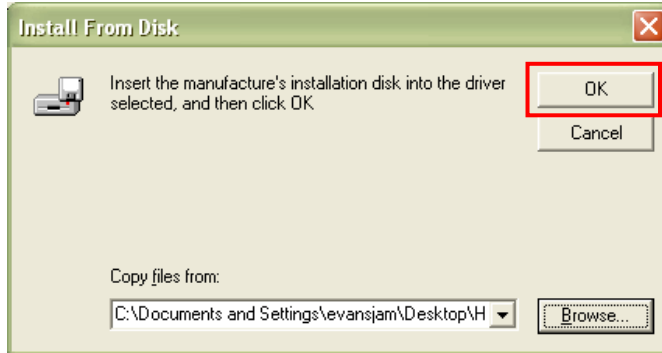 Install From Disk
Insert the manufacture's installation disk into the driver
selected, and then click OK
OK
Cancel
Copy files from:
C:\Documents and Settings\evansjam\Desktop\H
Browse...